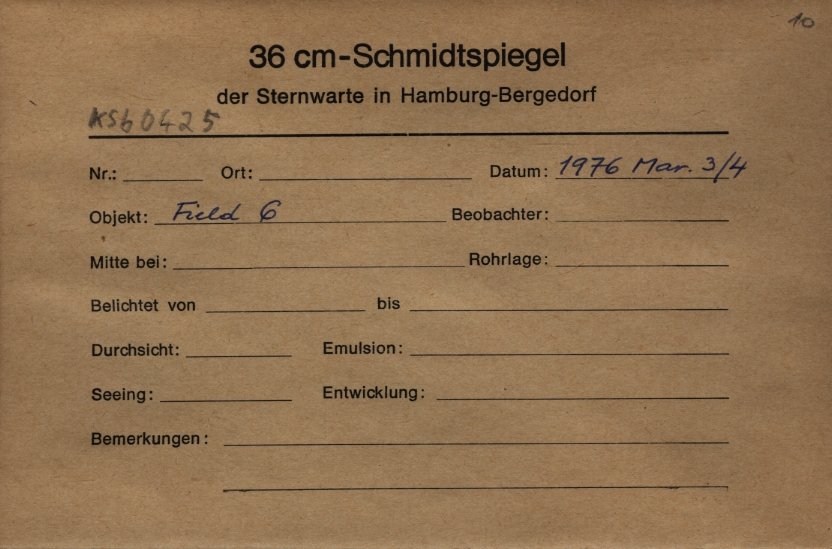 10
36 cm-Schmidtspiegel
der Sternwarte in Hamburg-Bergedorf
KSb0425
Nr.: Ort: Datum: 1976 Mar. 3/4
Objekt: Field 6 Beobachter:
Mitte bei: Rohrlage:
Belichtet von bis
Durchsicht: Emulsion:
Seeing: Entwicklung:
Bemerkungen: